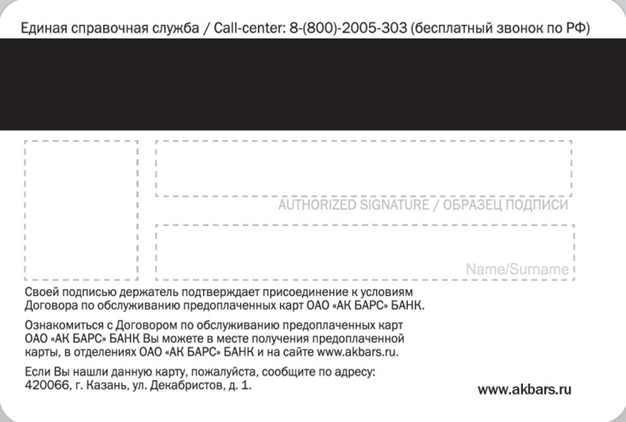 Единая справочная служба / Call-center: 8-(800)-2005-303 (бесплатный звонок по РФ)
AUTHORIZED SIGNATURE / ОБРАЗЕЦ ПОДПИСИ
Name/Surname
Своей подписью держатель подтверждает присоединение к условиям
Договора по обслуживанию предоплаченных карт ОАО «АК БАРС» БАНК.
Ознакомиться с Договором по обслуживанию предоплаченных карт
ОАО «АК БАРС» БАНК Вы можете в месте получения предоплаченной
карты, в отделениях ОАО «АК БАРС» БАНК и на сайте www.akbars.ru.
Если Вы нашли данную карту, пожалуйста, сообщите по адресу:
420066, г. Казань, ул. Декабристов, д. 1.
www.akbars.ru